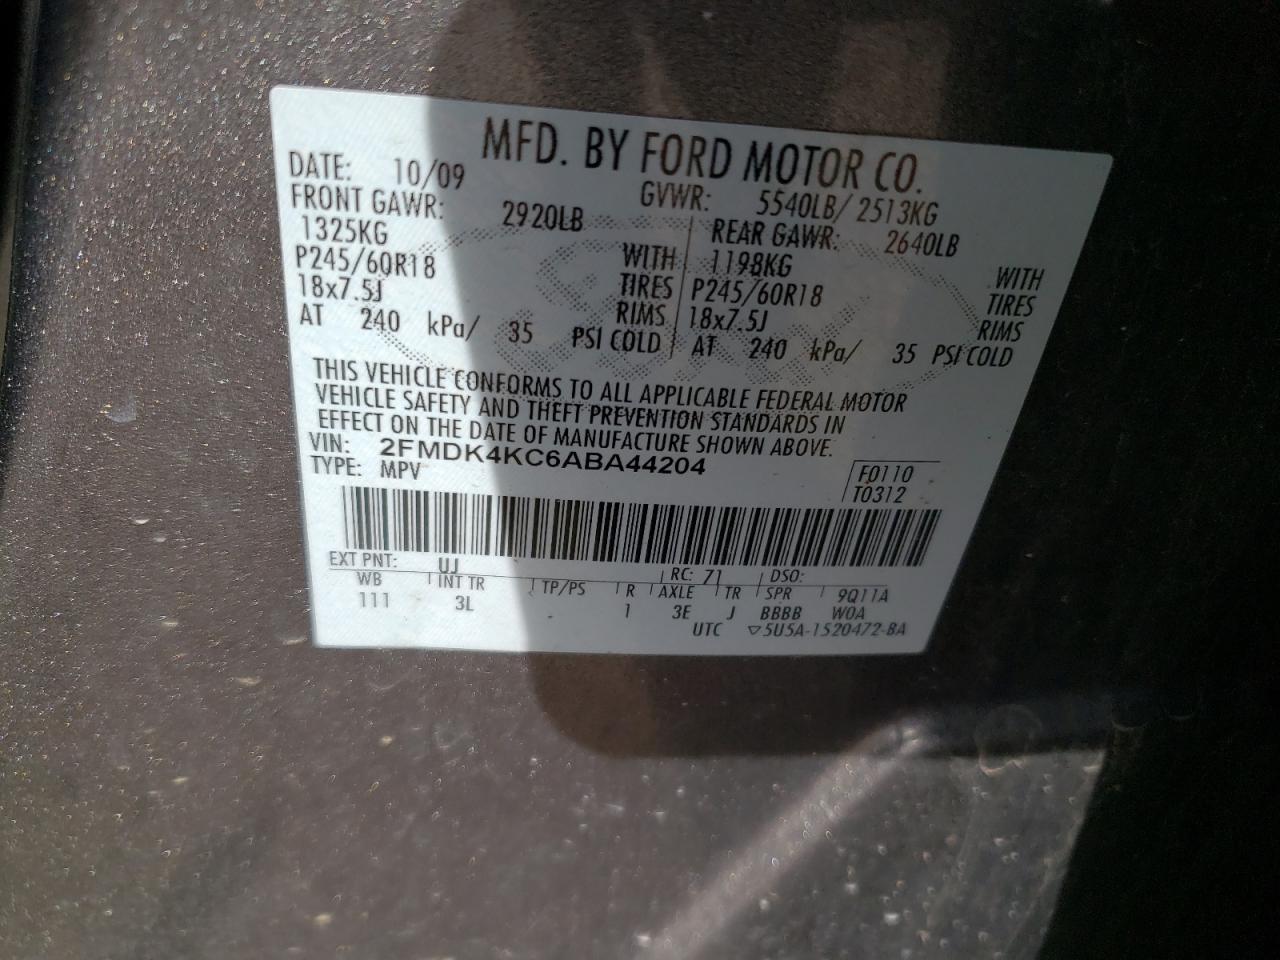 MFD. BY FORD MOTOR CO.
DATE: 10/09 GVWR: 5540LB/ 2513KG
FRONT GAWR: 2920LB REAR GAWR: 2640LB
1325KG WITH 1198KG WITH
P245/60R18 TIRES P245/60R18 TIRES
18x7.5J RIMS 18x7.5J RIMS
AT 240 kPa/ 35 PSI COLD AT 240 kPa/ 35 PSI COLD
THIS VEHICLE CONFORMS TO ALL APPLICABLE FEDERAL MOTOR
VEHICLE SAFETY AND THEFT PREVENTION STANDARDS IN
EFFECT ON THE DATE OF MANUFACTURE SHOWN ABOVE.
VIN: 2FMDK4KC6ABA44204
TYPE: MPV
F0110
T0312
EXT PNT: UJ RC: 71 DSO:
WB INT TR TP/PS R AXLE TR SPR 9Q11A
111 3L 1 3E J BBBB W0A
UTC ▽5U5A-1520472-BA